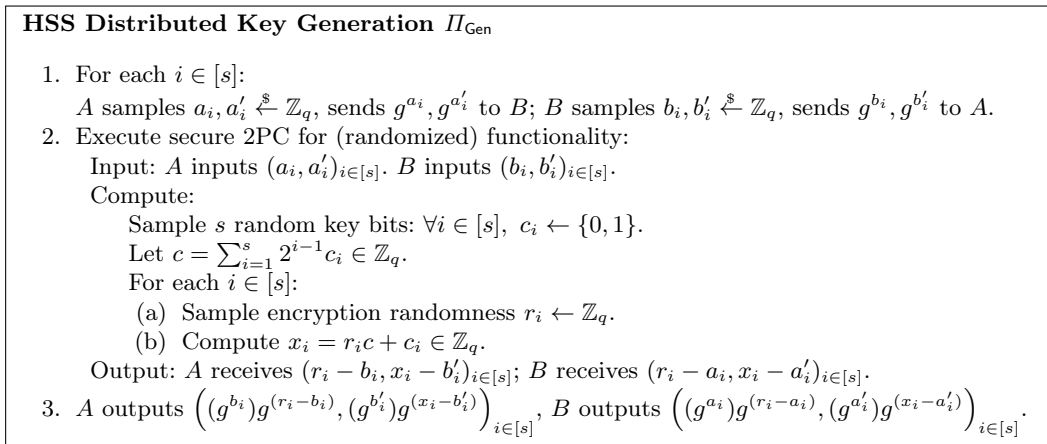 HSS Distributed Key Generation Π_Gen
1. For each i ∈ [s]:
A samples a_i, a'_i ←$ ℤ_q, sends g^{a_i}, g^{a'_i} to B; B samples b_i, b'_i ←$ ℤ_q, sends g^{b_i}, g^{b'_i} to A.
2. Execute secure 2PC for (randomized) functionality:
Input: A inputs (a_i, a'_i)_{i∈[s]}. B inputs (b_i, b'_i)_{i∈[s]}.
Compute:
Sample s random key bits: ∀i ∈ [s], c_i ← {0, 1}.
Let c = ∑_{i=1}^{s} 2^{i−1} c_i ∈ ℤ_q.
For each i ∈ [s]:
(a) Sample encryption randomness r_i ← ℤ_q.
(b) Compute x_i = r_i c + c_i ∈ ℤ_q.
Output: A receives (r_i − b_i, x_i − b'_i)_{i∈[s]}; B receives (r_i − a_i, x_i − a'_i)_{i∈[s]}.
3. A outputs ((g^{b_i})g^{(r_i−b_i)}, (g^{b'_i})g^{(x_i−b'_i)})_{i∈[s]}, B outputs ((g^{a_i})g^{(r_i−a_i)}, (g^{a'_i})g^{(x_i−a'_i)})_{i∈[s]}.